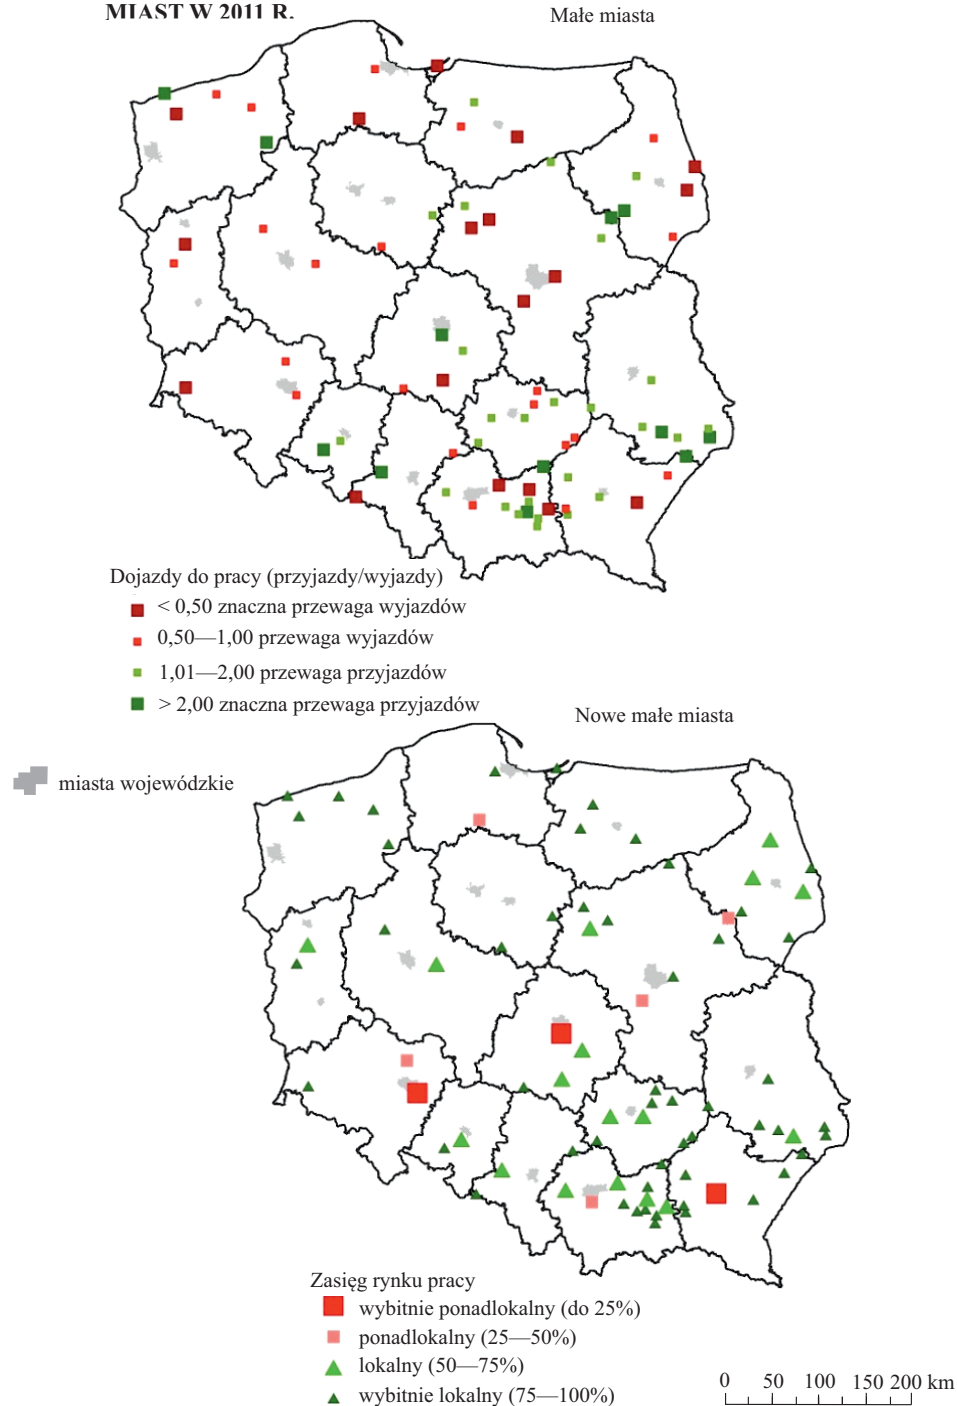 MIAST W 2011 R.
Małe miasta
Dojazdy do pracy (przyjazdy/wyjazdy)
< 0,50 znaczna przewaga wyjazdów
0,50—1,00 przewaga wyjazdów
1,01—2,00 przewaga przyjazdów
> 2,00 znaczna przewaga przyjazdów
Nowe małe miasta
miasta wojewódzkie
Zasięg rynku pracy
wybitnie ponadlokalny (do 25%)
ponadlokalny (25—50%)
lokalny (50—75%)
wybitnie lokalny (75—100%)
0 50 100 150 200 km